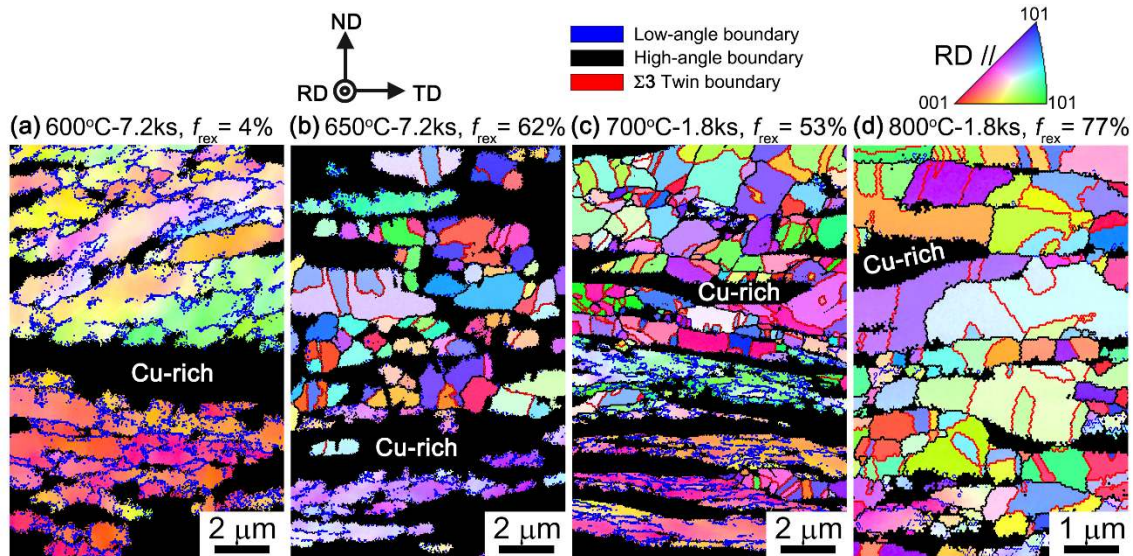 ND
RD
TD
Low-angle boundary
High-angle boundary
Σ3 Twin boundary
RD //
101
001
101
(a) 600°C-7.2ks, frex = 4%
(b) 650°C-7.2ks, frex = 62%
(c) 700°C-1.8ks, frex = 53%
(d) 800°C-1.8ks, frex = 77%
Cu-rich
2 μm
Cu-rich
2 μm
Cu-rich
2 μm
Cu-rich
1 μm